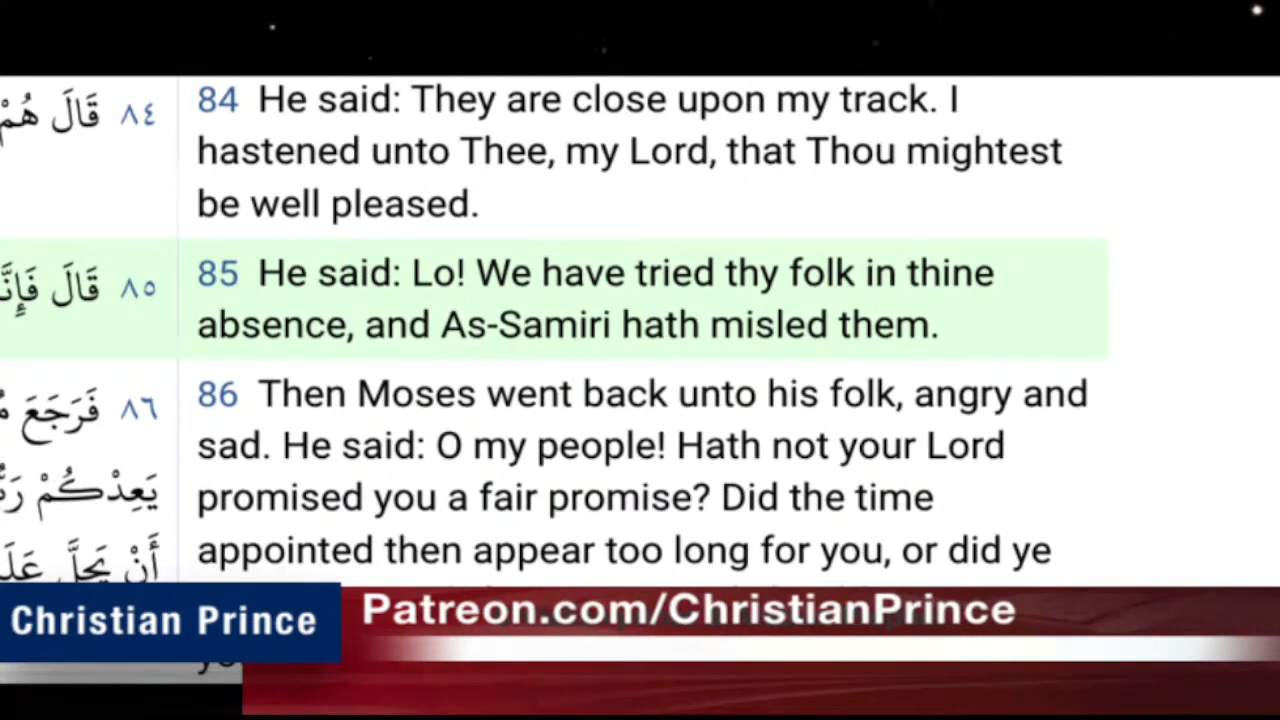 84 He said: They are close upon my track. I
hastened unto Thee, my Lord, that Thou mightest
be well pleased.
٨٤ قَالَ هُمْ
85 He said: Lo! We have tried thy folk in thine
absence, and As-Samiri hath misled them.
٨٥ قَالَ فَإِنَّا
86 Then Moses went back unto his folk, angry and
sad. He said: O my people! Hath not your Lord
promised you a fair promise? Did the time
appointed then appear too long for you, or did ye
٨٦ فَرَجَعَ
يَعِدْكُمْ
أَنْ يَحِلَّ
Christian Prince
Patreon.com/ChristianPrince